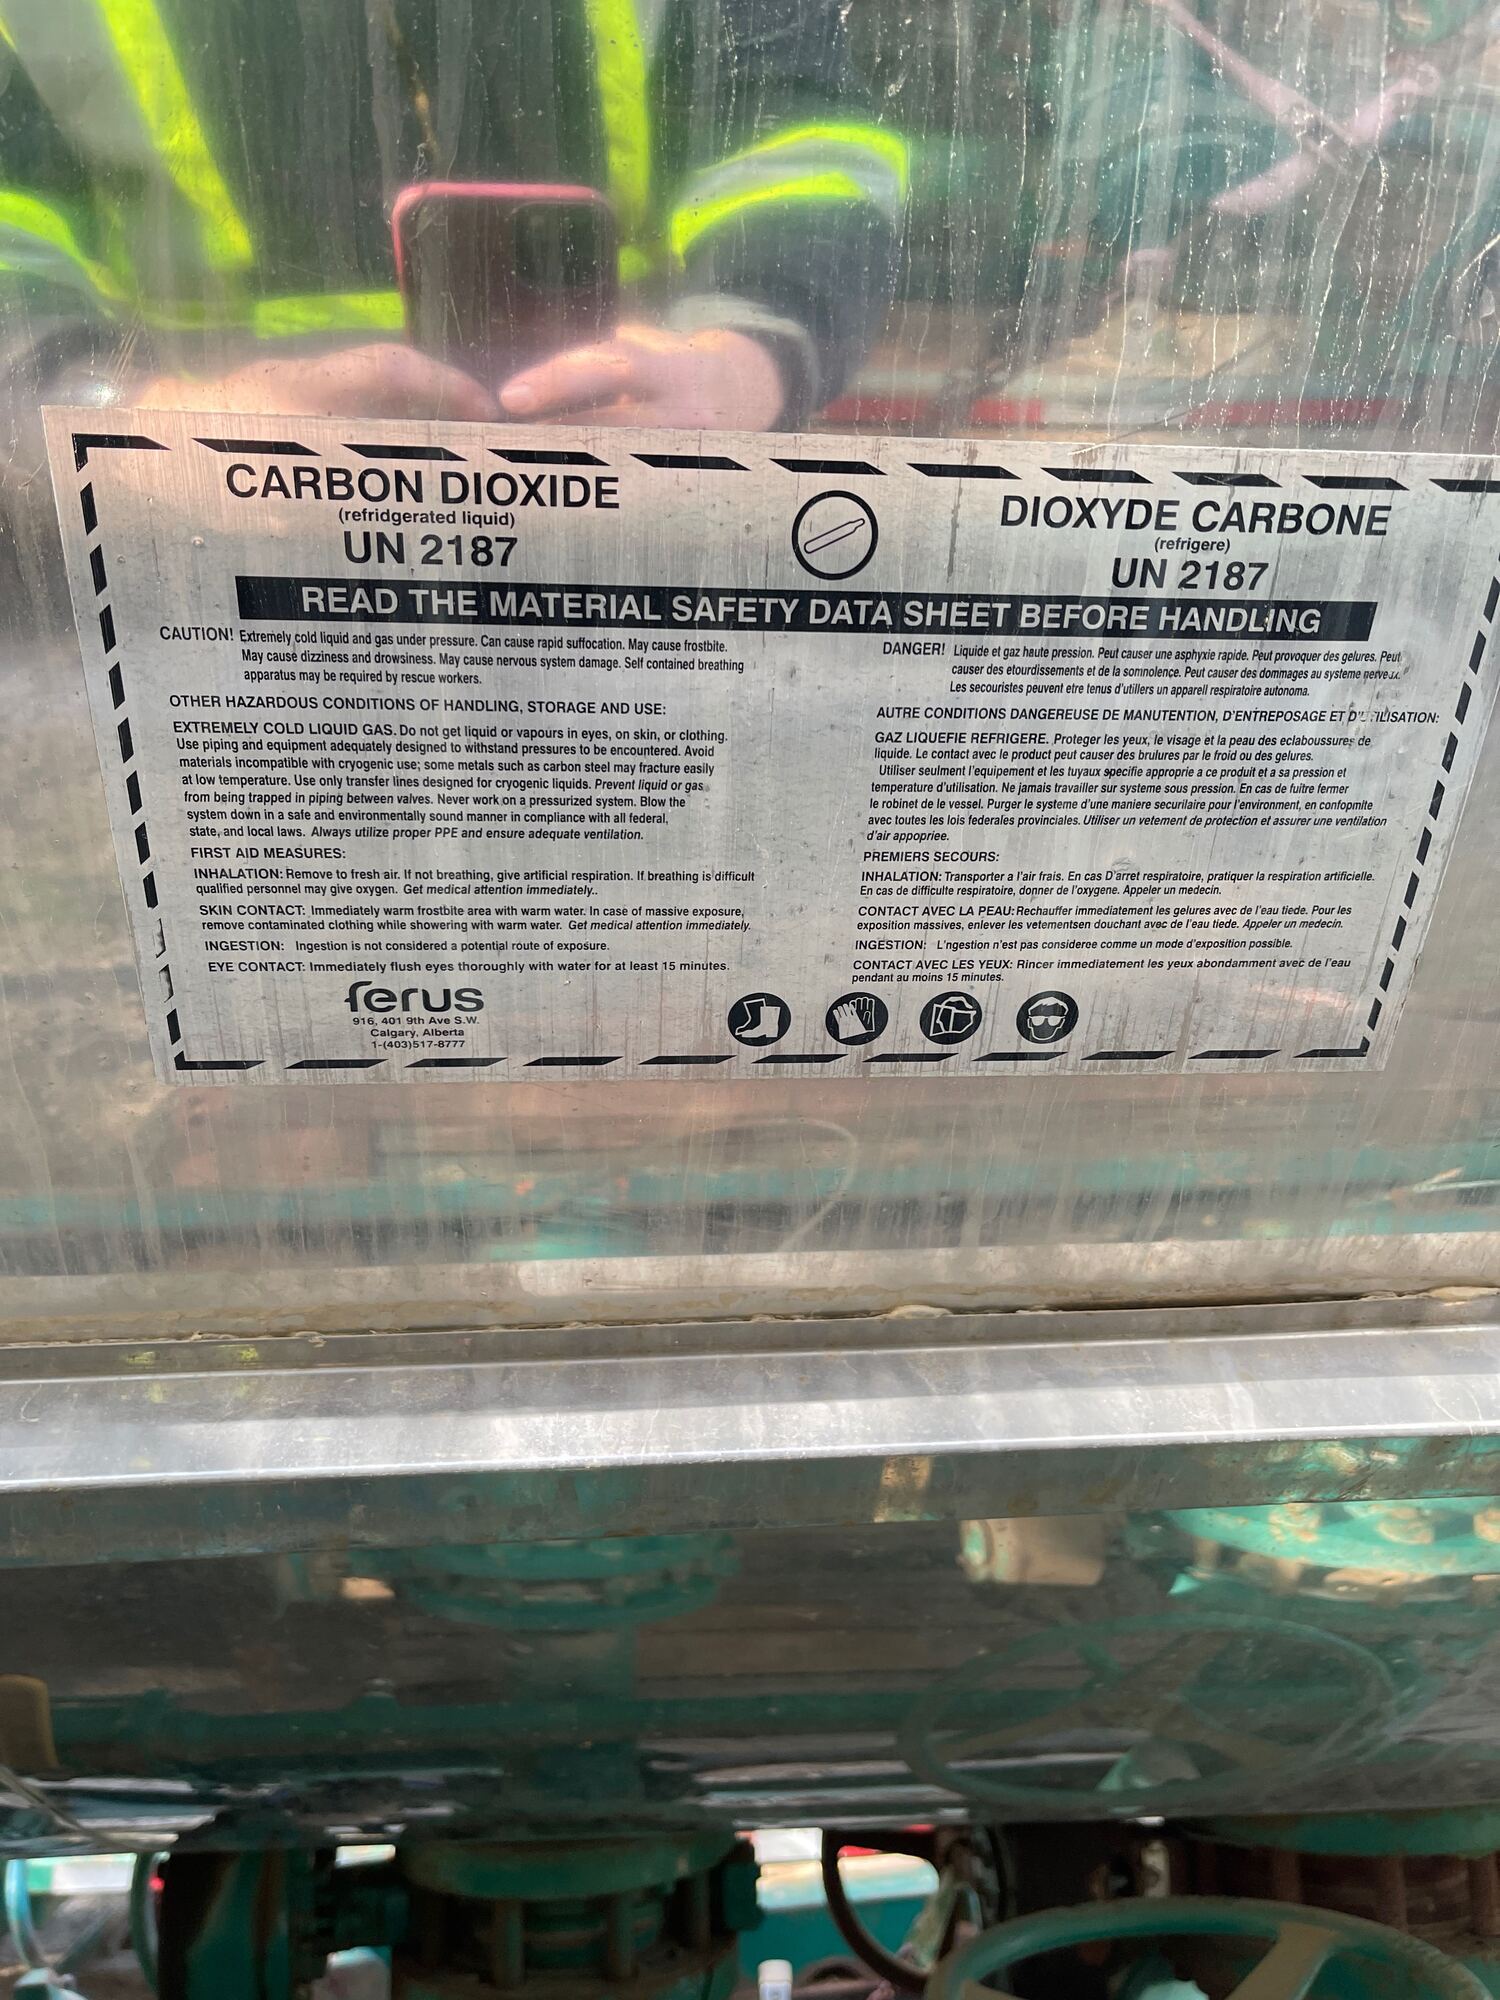 CARBON DIOXIDE
(refridgerated liquid)
UN 2187
DIOXYDE CARBONE
(refrigere)
UN 2187
READ THE MATERIAL SAFETY DATA SHEET BEFORE HANDLING
CAUTION! Extremely cold liquid and gas under pressure. Can cause rapid suffocation. May cause frostbite.
May cause dizziness and drowsiness. May cause nervous system damage. Self contained breathing
apparatus may be required by rescue workers.
OTHER HAZARDOUS CONDITIONS OF HANDLING, STORAGE AND USE:
EXTREMELY COLD LIQUID GAS. Do not get liquid or vapours in eyes, on skin, or clothing.
Use piping and equipment adequately designed to withstand pressures to be encountered. Avoid
materials incompatible with cryogenic use; some metals such as carbon steel may fracture easily
at low temperature. Use only transfer lines designed for cryogenic liquids. Prevent liquid or gas
from being trapped in piping between valves. Never work on a pressurized system. Blow the
system down in a safe and environmentally sound manner in compliance with all federal,
state, and local laws. Always utilize proper PPE and ensure adequate ventilation.
FIRST AID MEASURES:
INHALATION: Remove to fresh air. If not breathing, give artificial respiration. If breathing is difficult
qualified personnel may give oxygen. Get medical attention immediately..
SKIN CONTACT: Immediately warm frostbite area with warm water. In case of massive exposure,
remove contaminated clothing while showering with warm water. Get medical attention immediately.
INGESTION: Ingestion is not considered a potential route of exposure.
EYE CONTACT: Immediately flush eyes thoroughly with water for at least 15 minutes.
ferus
916, 401 9th Ave S.W.
Calgary, Alberta
1-(403)517-8777
DANGER! Liquide et gaz haute pression. Peut causer une asphyxie rapide. Peut provoquer des gelures. Peut
causer des etourdissements et de la somnolence. Peut causer des dommages au systeme nerveux.
Les secouristes peuvent etre tenus d'utillers un appareil respiratoire autonoma.
AUTRE CONDITIONS DANGEREUSE DE MANUTENTION, D'ENTREPOSAGE ET D'UTILISATION:
GAZ LIQUEFIE REFRIGERE. Proteger les yeux, le visage et la peau des eclaboussures de
liquide. Le contact avec le product peut causer des brulures par le froid ou des gelures.
Utiliser seulment l'equipement et les tuyaux specifie approprie a ce produit et a sa pression et
temperature d'utilisation. Ne jamais travailler sur systeme sous pression. En cas de fuitre fermer
le robinet de le vessel. Purger le systeme d'une maniere securilaire pour l'environment, en confopmite
avec toutes les lois federales provinciales. Utiliser un vetement de protection et assurer une ventilation
d'air appopriee.
PREMIERS SECOURS:
INHALATION: Transporter a l'air frais. En cas D'arret respiratoire, pratiquer la respiration artificielle.
En cas de difficulte respiratoire, donner de l'oxygene. Appeler un medecin.
CONTACT AVEC LA PEAU: Rechauffer immediatement les gelures avec de l'eau tiede. Pour les
exposition massives, enlever les vetementsen douchant avec de l'eau tiede. Appeler un medecin.
INGESTION: L'ngestion n'est pas consideree comme un mode d'exposition possible.
CONTACT AVEC LES YEUX: Rincer immediatement les yeux abondamment avec de l'eau
pendant au moins 15 minutes.